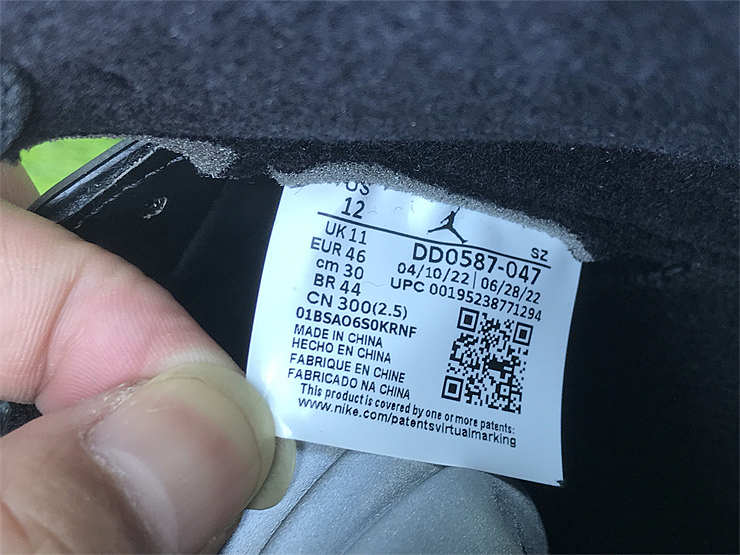 US
12
UK 11
EUR 46
cm 30
BR 44
CN 300(2.5)
01BSAO6S0KRNF
SZ
DD0587-047
04/10/22 | 06/28/22
UPC 00195238771294
MADE IN CHINA
HECHO EN CHINA
FABRIQUE EN CHINE
FABRICADO NA CHINA
This product is covered by one or more patents:
www.nike.com/patentsvirtualmarking